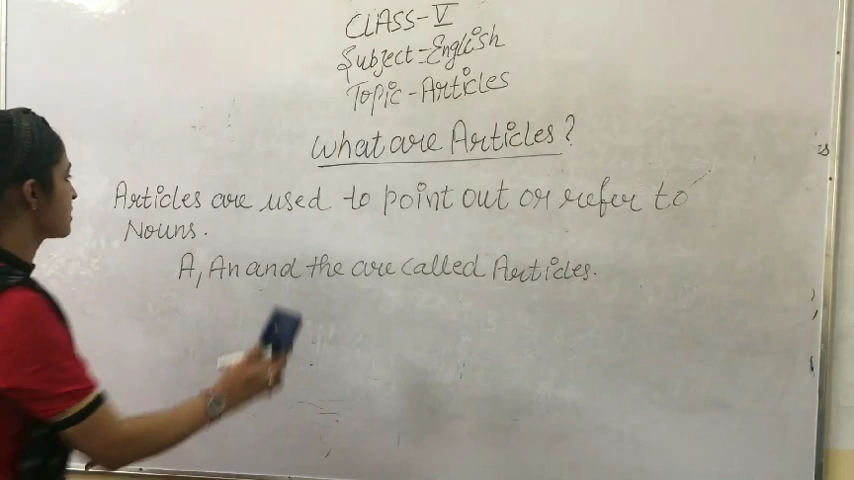 CLASS-V
Subject-English
Topic-Articles
What are Articles?
Articles are used to point out or refer to
Nouns.
A, An and the are called Articles.